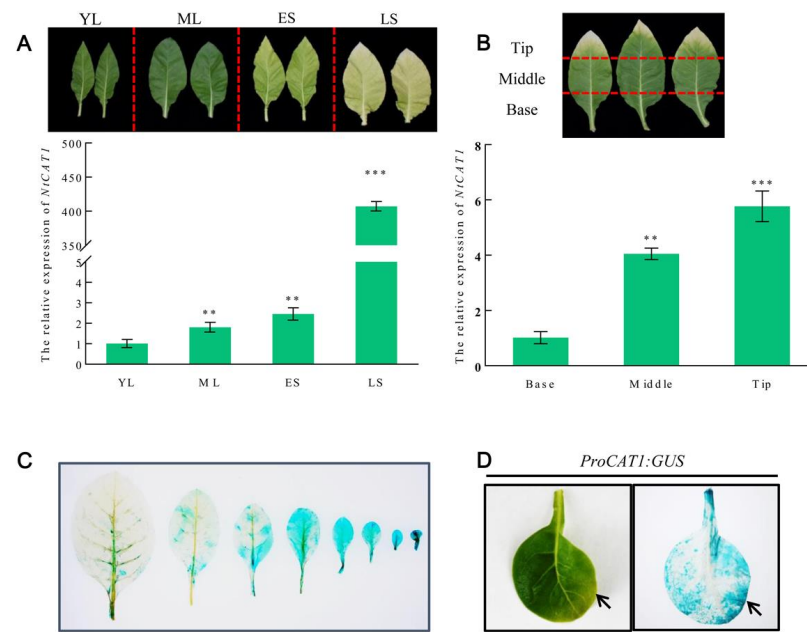 A
YL ML ES LS
The relative expression of NtCAT1
500
450
400
350
5
4
3
2
1
0
***
**
**
YL ML ES LS
B
Tip
Middle
Base
The relative expression of NtCAT1
8
6
4
2
0
**
***
Base Middle Tip
C
D
ProCAT1:GUS